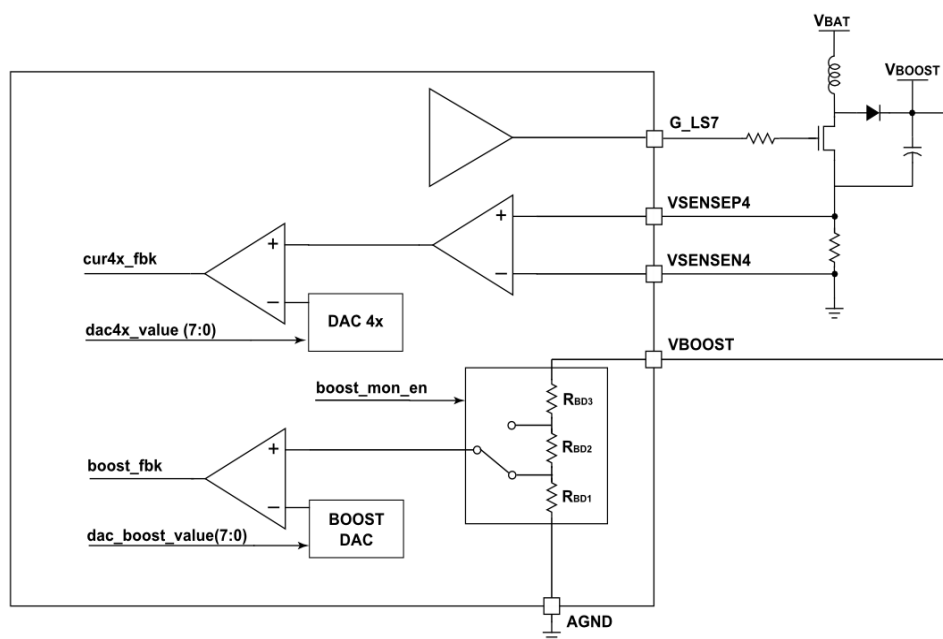 VBAT
VBOOST
G_LS7
VSENSEP4
+
+
cur4x_fbk
−
−
VSENSEN4
DAC 4x
dac4x_value (7:0)
VBOOST
boost_mon_en
RBD3
+
RBD2
boost_fbk
RBD1
−
BOOST
DAC
dac_boost_value(7:0)
AGND